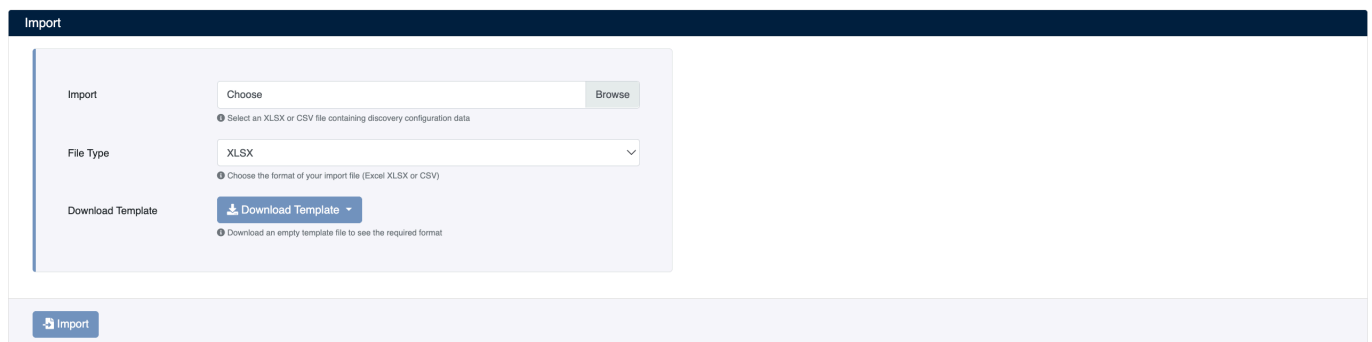 Import
Import
Choose
Browse
Select an XLSX or CSV file containing discovery configuration data
File Type
XLSX
Choose the format of your import file (Excel XLSX or CSV)
Download Template
Download Template
Download an empty template file to see the required format
Import